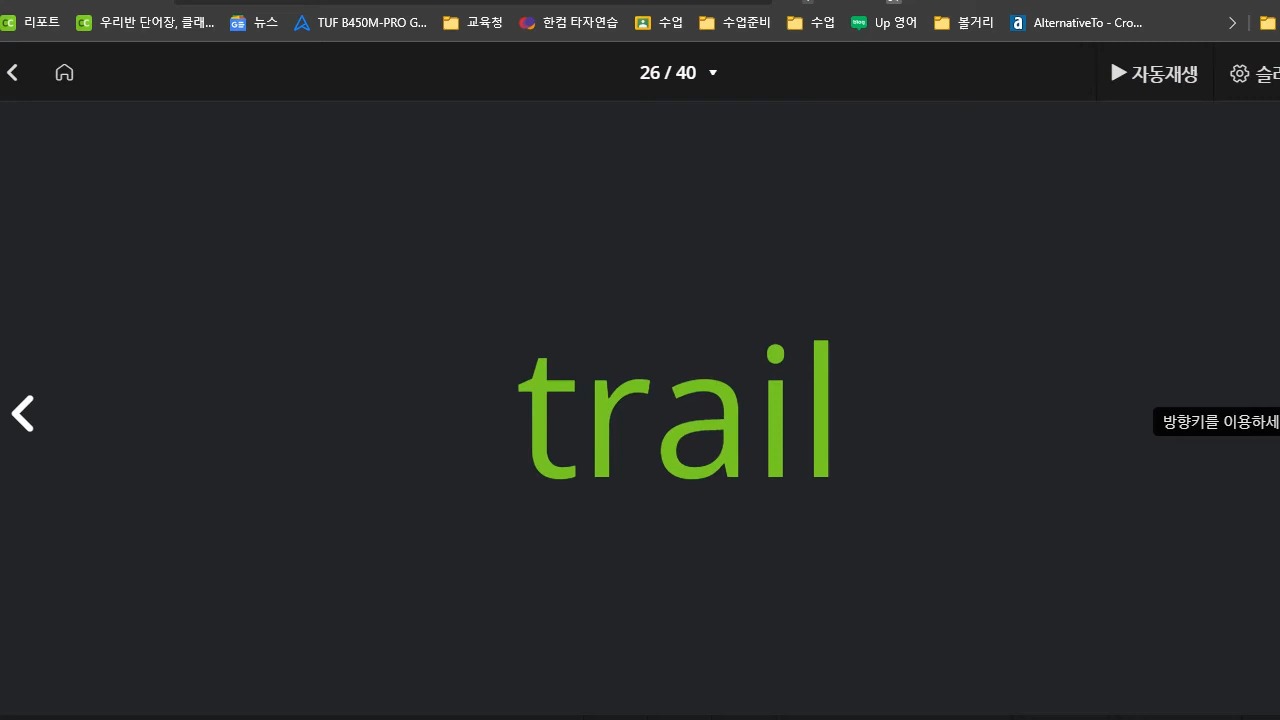 리포트 우리반 단어장, 클래... 뉴스 TUF B450M-PRO G... 교육청 한컴 타자연습 수업 수업준비 수업 Up 영어 볼거리 AlternativeTo - Cro...
26 / 40 자동재생
trail
방향키를 이용하세